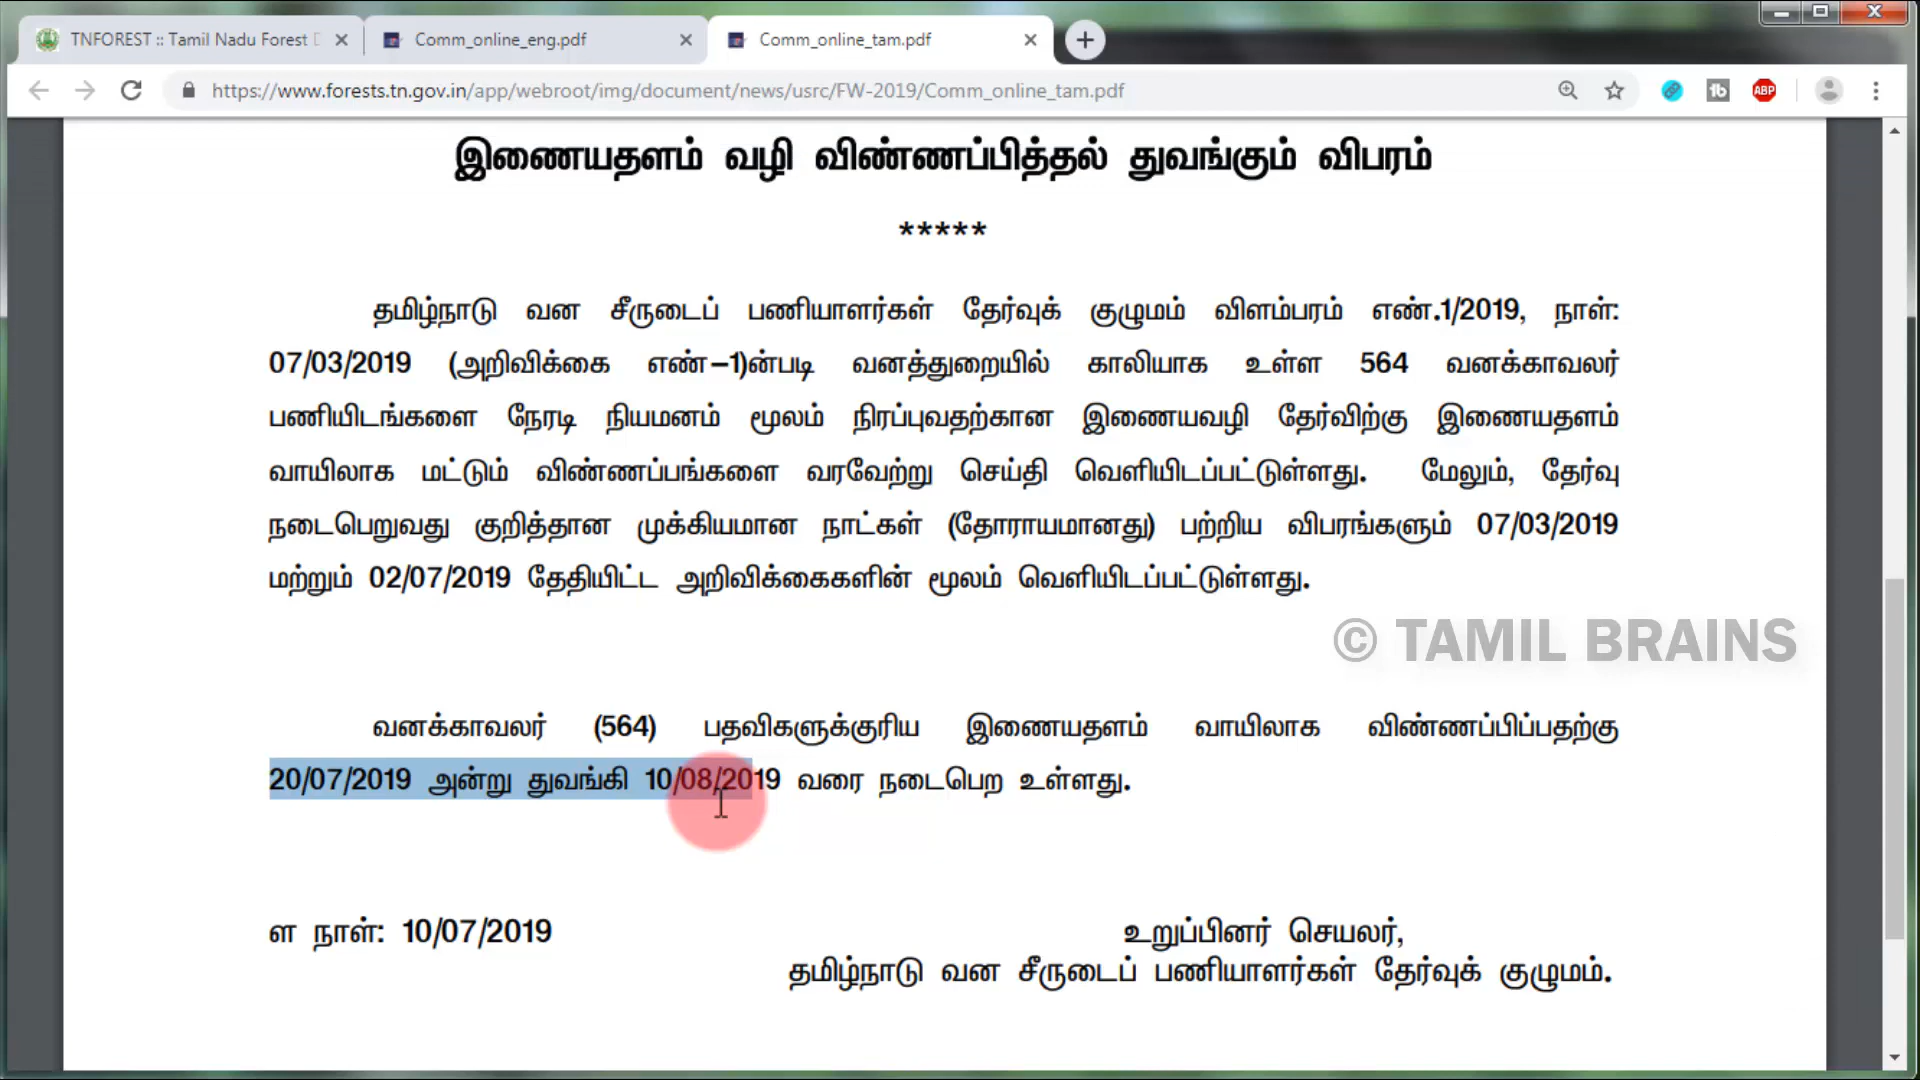 TNFOREST :: Tamil Nadu Forest D
Comm_online_eng.pdf
Comm_online_tam.pdf
https://www.forests.tn.gov.in/app/webroot/img/document/news/usrc/FW-2019/Comm_online_tam.pdf
ABP
இணையதளம் வழி விண்ணப்பித்தல் துவங்கும் விபரம்
*****
தமிழ்நாடு வன சீருடைப் பணியாளர்கள் தேர்வுக் குழுமம் விளம்பரம் எண்.1/2019, நாள்:
07/03/2019 (அறிவிக்கை எண்–1)ன்படி வனத்துறையில் காலியாக உள்ள 564 வனக்காவலர்
பணியிடங்களை நேரடி நியமனம் மூலம் நிரப்புவதற்கான இணையவழி தேர்விற்கு இணையதளம்
வாயிலாக மட்டும் விண்ணப்பங்களை வரவேற்று செய்தி வெளியிடப்பட்டுள்ளது. மேலும், தேர்வு
நடைபெறுவது குறித்தான முக்கியமான நாட்கள் (தோராயமானது) பற்றிய விபரங்களும் 07/03/2019
மற்றும் 02/07/2019 தேதியிட்ட அறிவிக்கைகளின் மூலம் வெளியிடப்பட்டுள்ளது.
© TAMIL BRAINS
வனக்காவலர் (564) பதவிகளுக்குரிய இணையதளம் வாயிலாக விண்ணப்பிப்பதற்கு
20/07/2019 அன்று துவங்கி 10/08/2019 வரை நடைபெற உள்ளது.
ள நாள்: 10/07/2019
உறுப்பினர் செயலர்,
தமிழ்நாடு வன சீருடைப் பணியாளர்கள் தேர்வுக் குழுமம்.